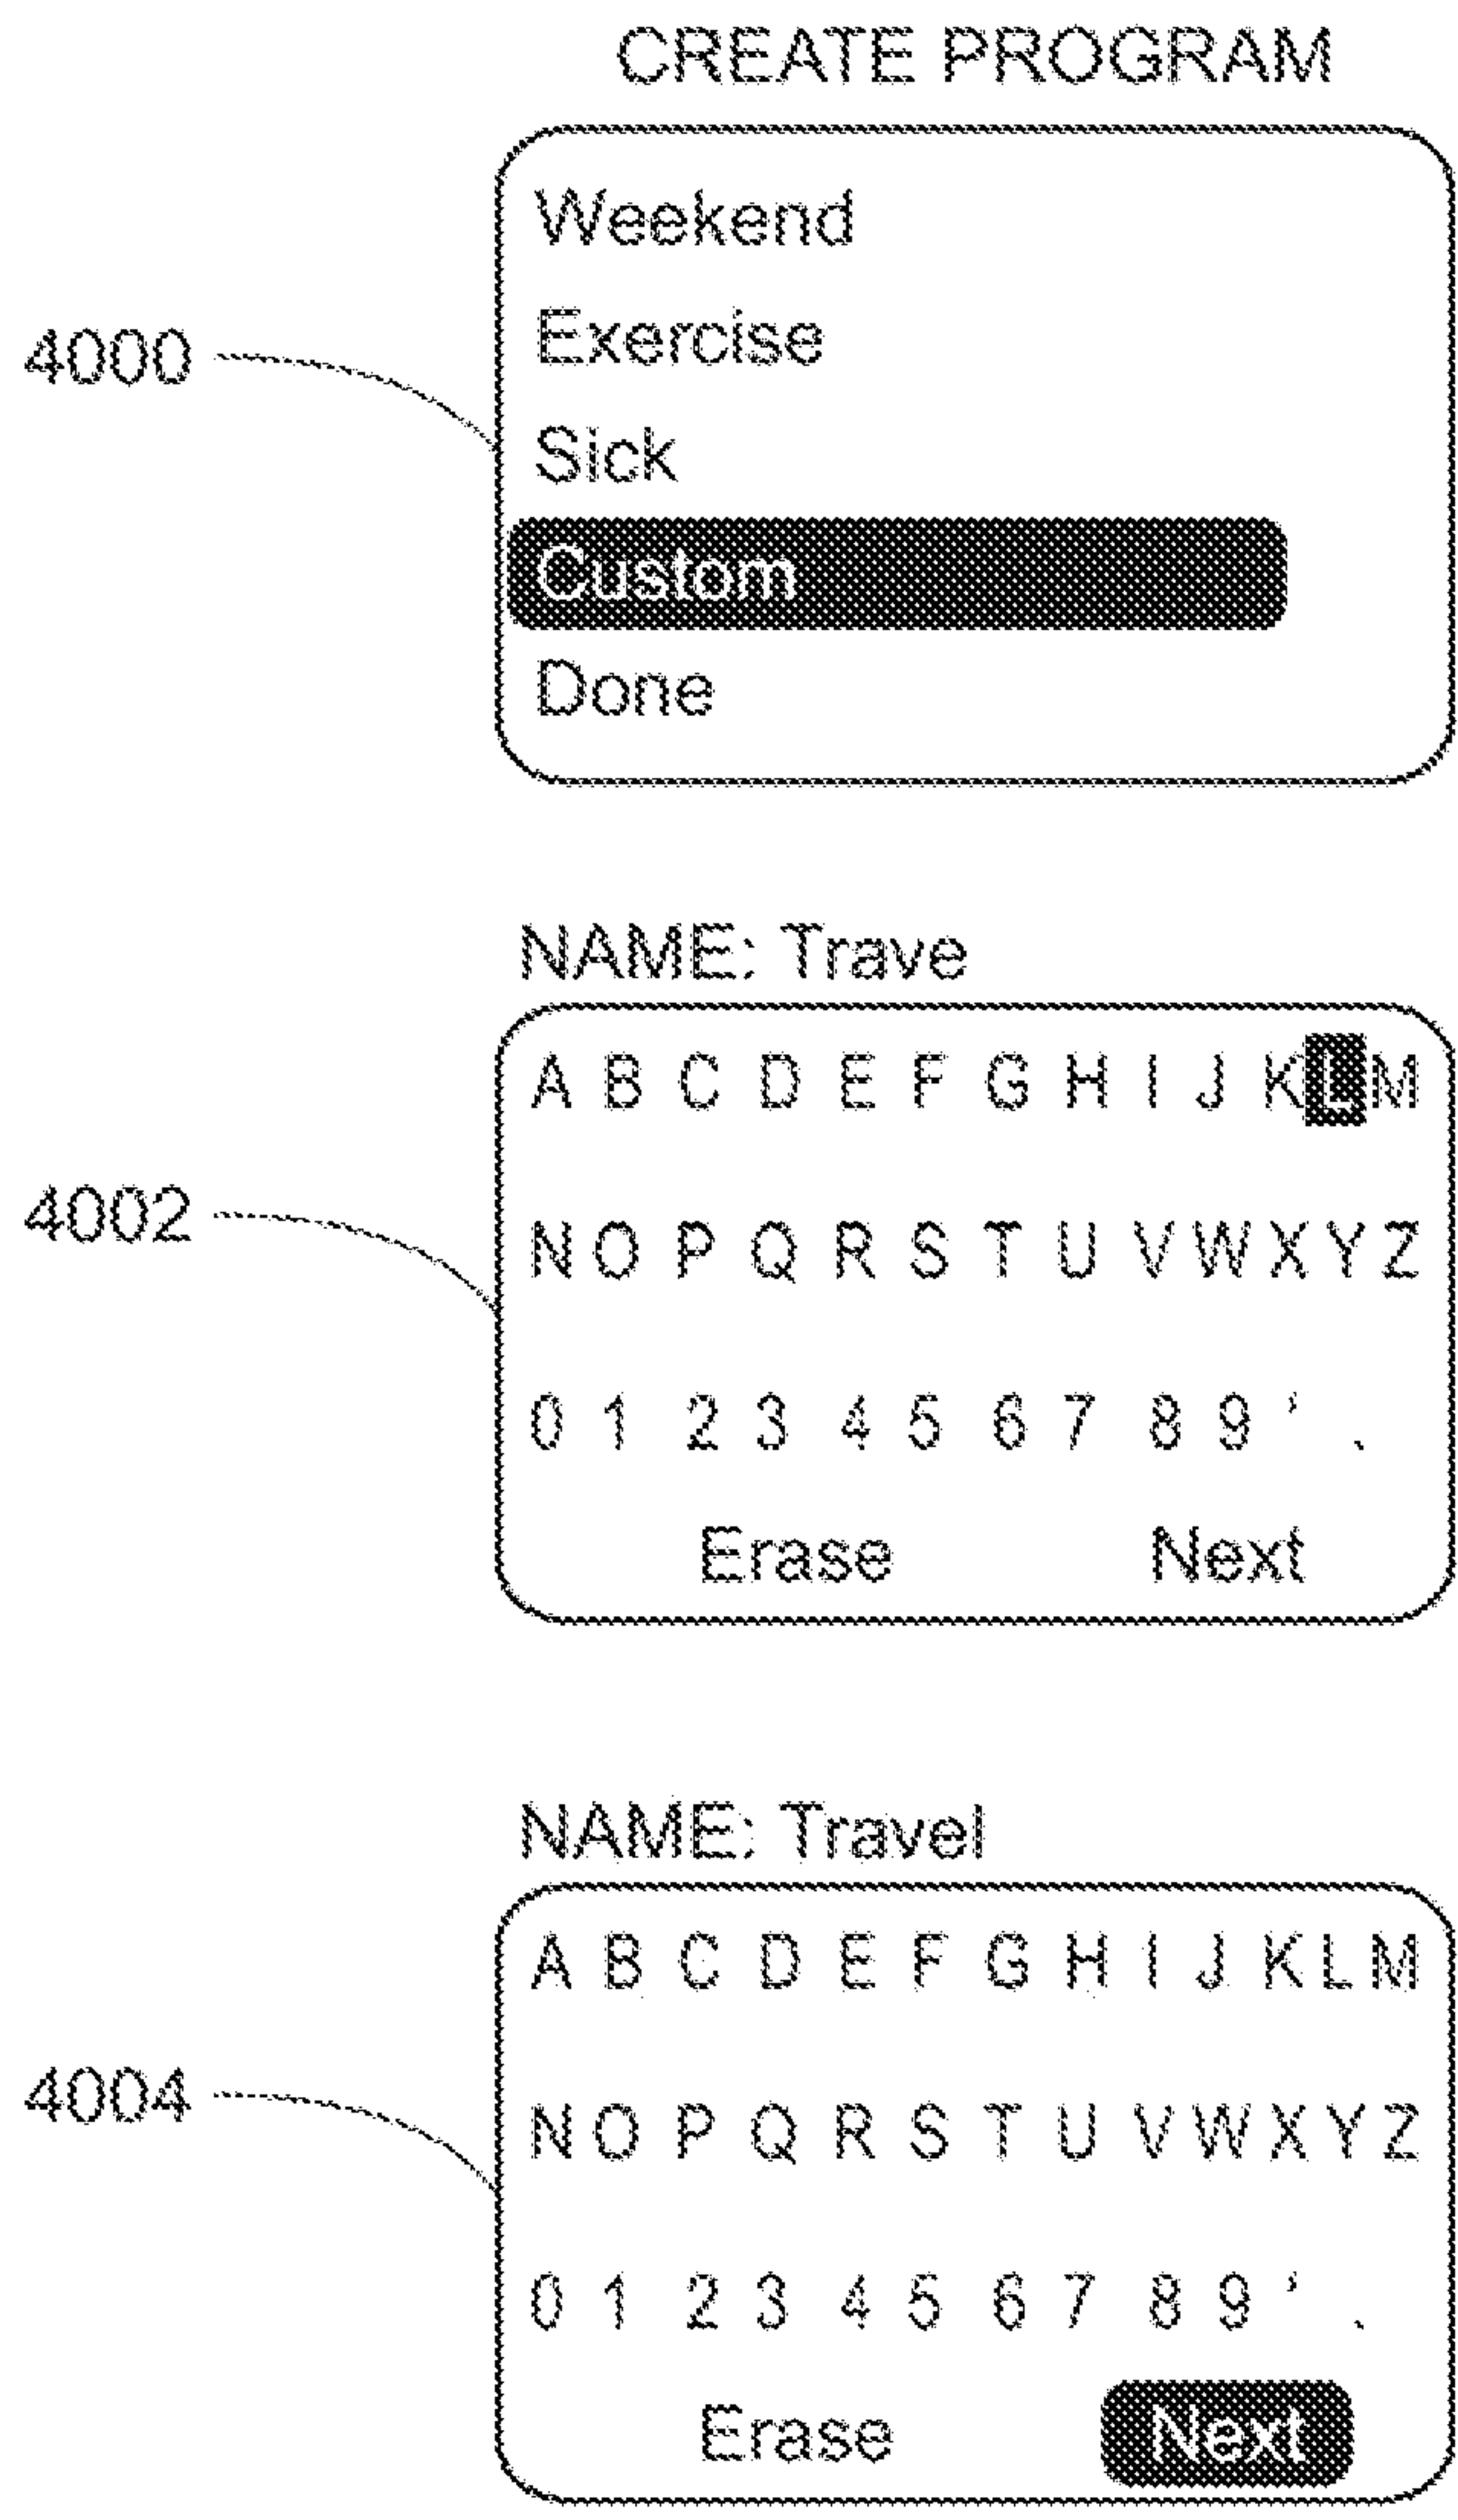 CREATE PROGRAM
Weekend
Exercise
4000
Sick
Custom
Done
NAME: Trave
A B C D E F G H I J K L M
4002
N O P Q R S T U V W X Y Z
0 1 2 3 4 5 6 7 8 9 ' .
Erase Next
NAME: Travel
A B C D E F G H I J K L M
4004
N O P Q R S T U V W X Y Z
0 1 2 3 4 5 6 7 8 9 ' .
Erase Next